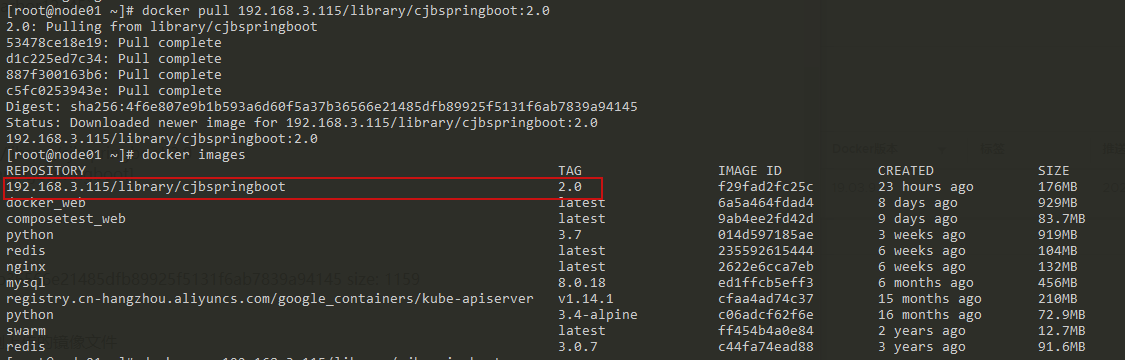 [root@node01 ~]# docker pull 192.168.3.115/library/cjbspringboot:2.0
2.0: Pulling from library/cjbspringboot
53478ce18e19: Pull complete
d1c225ed7c34: Pull complete
887f300163b6: Pull complete
c5fc0253943e: Pull complete
Digest: sha256:4f6e807e9b1b593a6d60f5a37b36566e21485dfb89925f5131f6ab7839a94145
Status: Downloaded newer image for 192.168.3.115/library/cjbspringboot:2.0
192.168.3.115/library/cjbspringboot:2.0
[root@node01 ~]# docker images
REPOSITORY TAG IMAGE ID CREATED SIZE
192.168.3.115/library/cjbspringboot 2.0 f29fad2fc25c 23 hours ago 176MB
docker_web latest 6a5a464fdad4 8 days ago 929MB
composetest_web latest 9ab4ee2fd42d 9 days ago 83.7MB
python 3.7 014d597185ae 3 weeks ago 919MB
redis latest 235592615444 6 weeks ago 104MB
nginx latest 2622e6cca7eb 6 weeks ago 132MB
mysql 8.0.18 ed1ffcb5eff3 6 months ago 456MB
registry.cn-hangzhou.aliyuncs.com/google_containers/kube-apiserver v1.14.1 cfaa4ad74c37 15 months ago 210MB
python 3.4-alpine c06adcf62f6e 16 months ago 72.9MB
swarm latest ff454b4a0e84 2 years ago 12.7MB
redis 3.0.7 c44fa74ead88 3 years ago 91.6MB